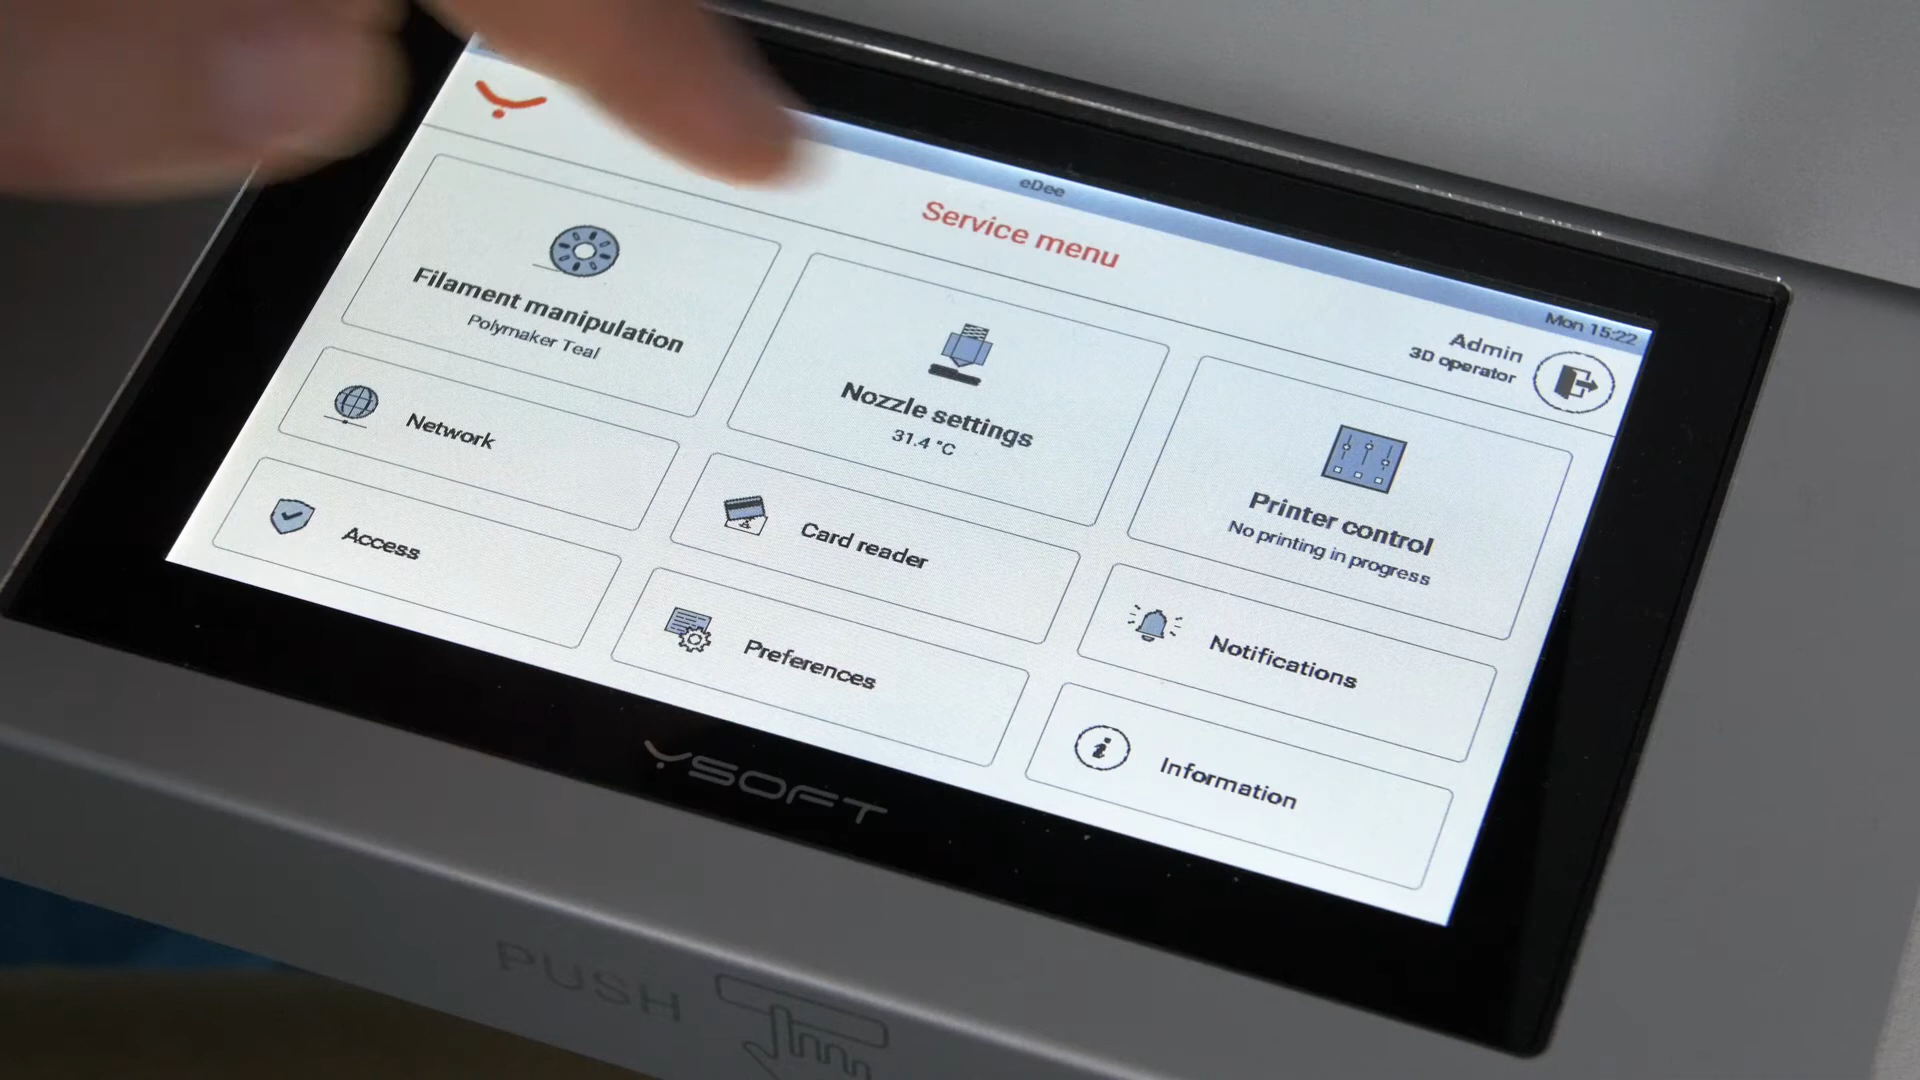 eDee
Mon 15:22
Service menu
Admin
3D operator
Filament manipulation
Polymaker Teal
Nozzle settings
31.4 °C
Printer control
No printing in progress
Network
Card reader
Notifications
Access
Preferences
Information
YSOFT
PUSH